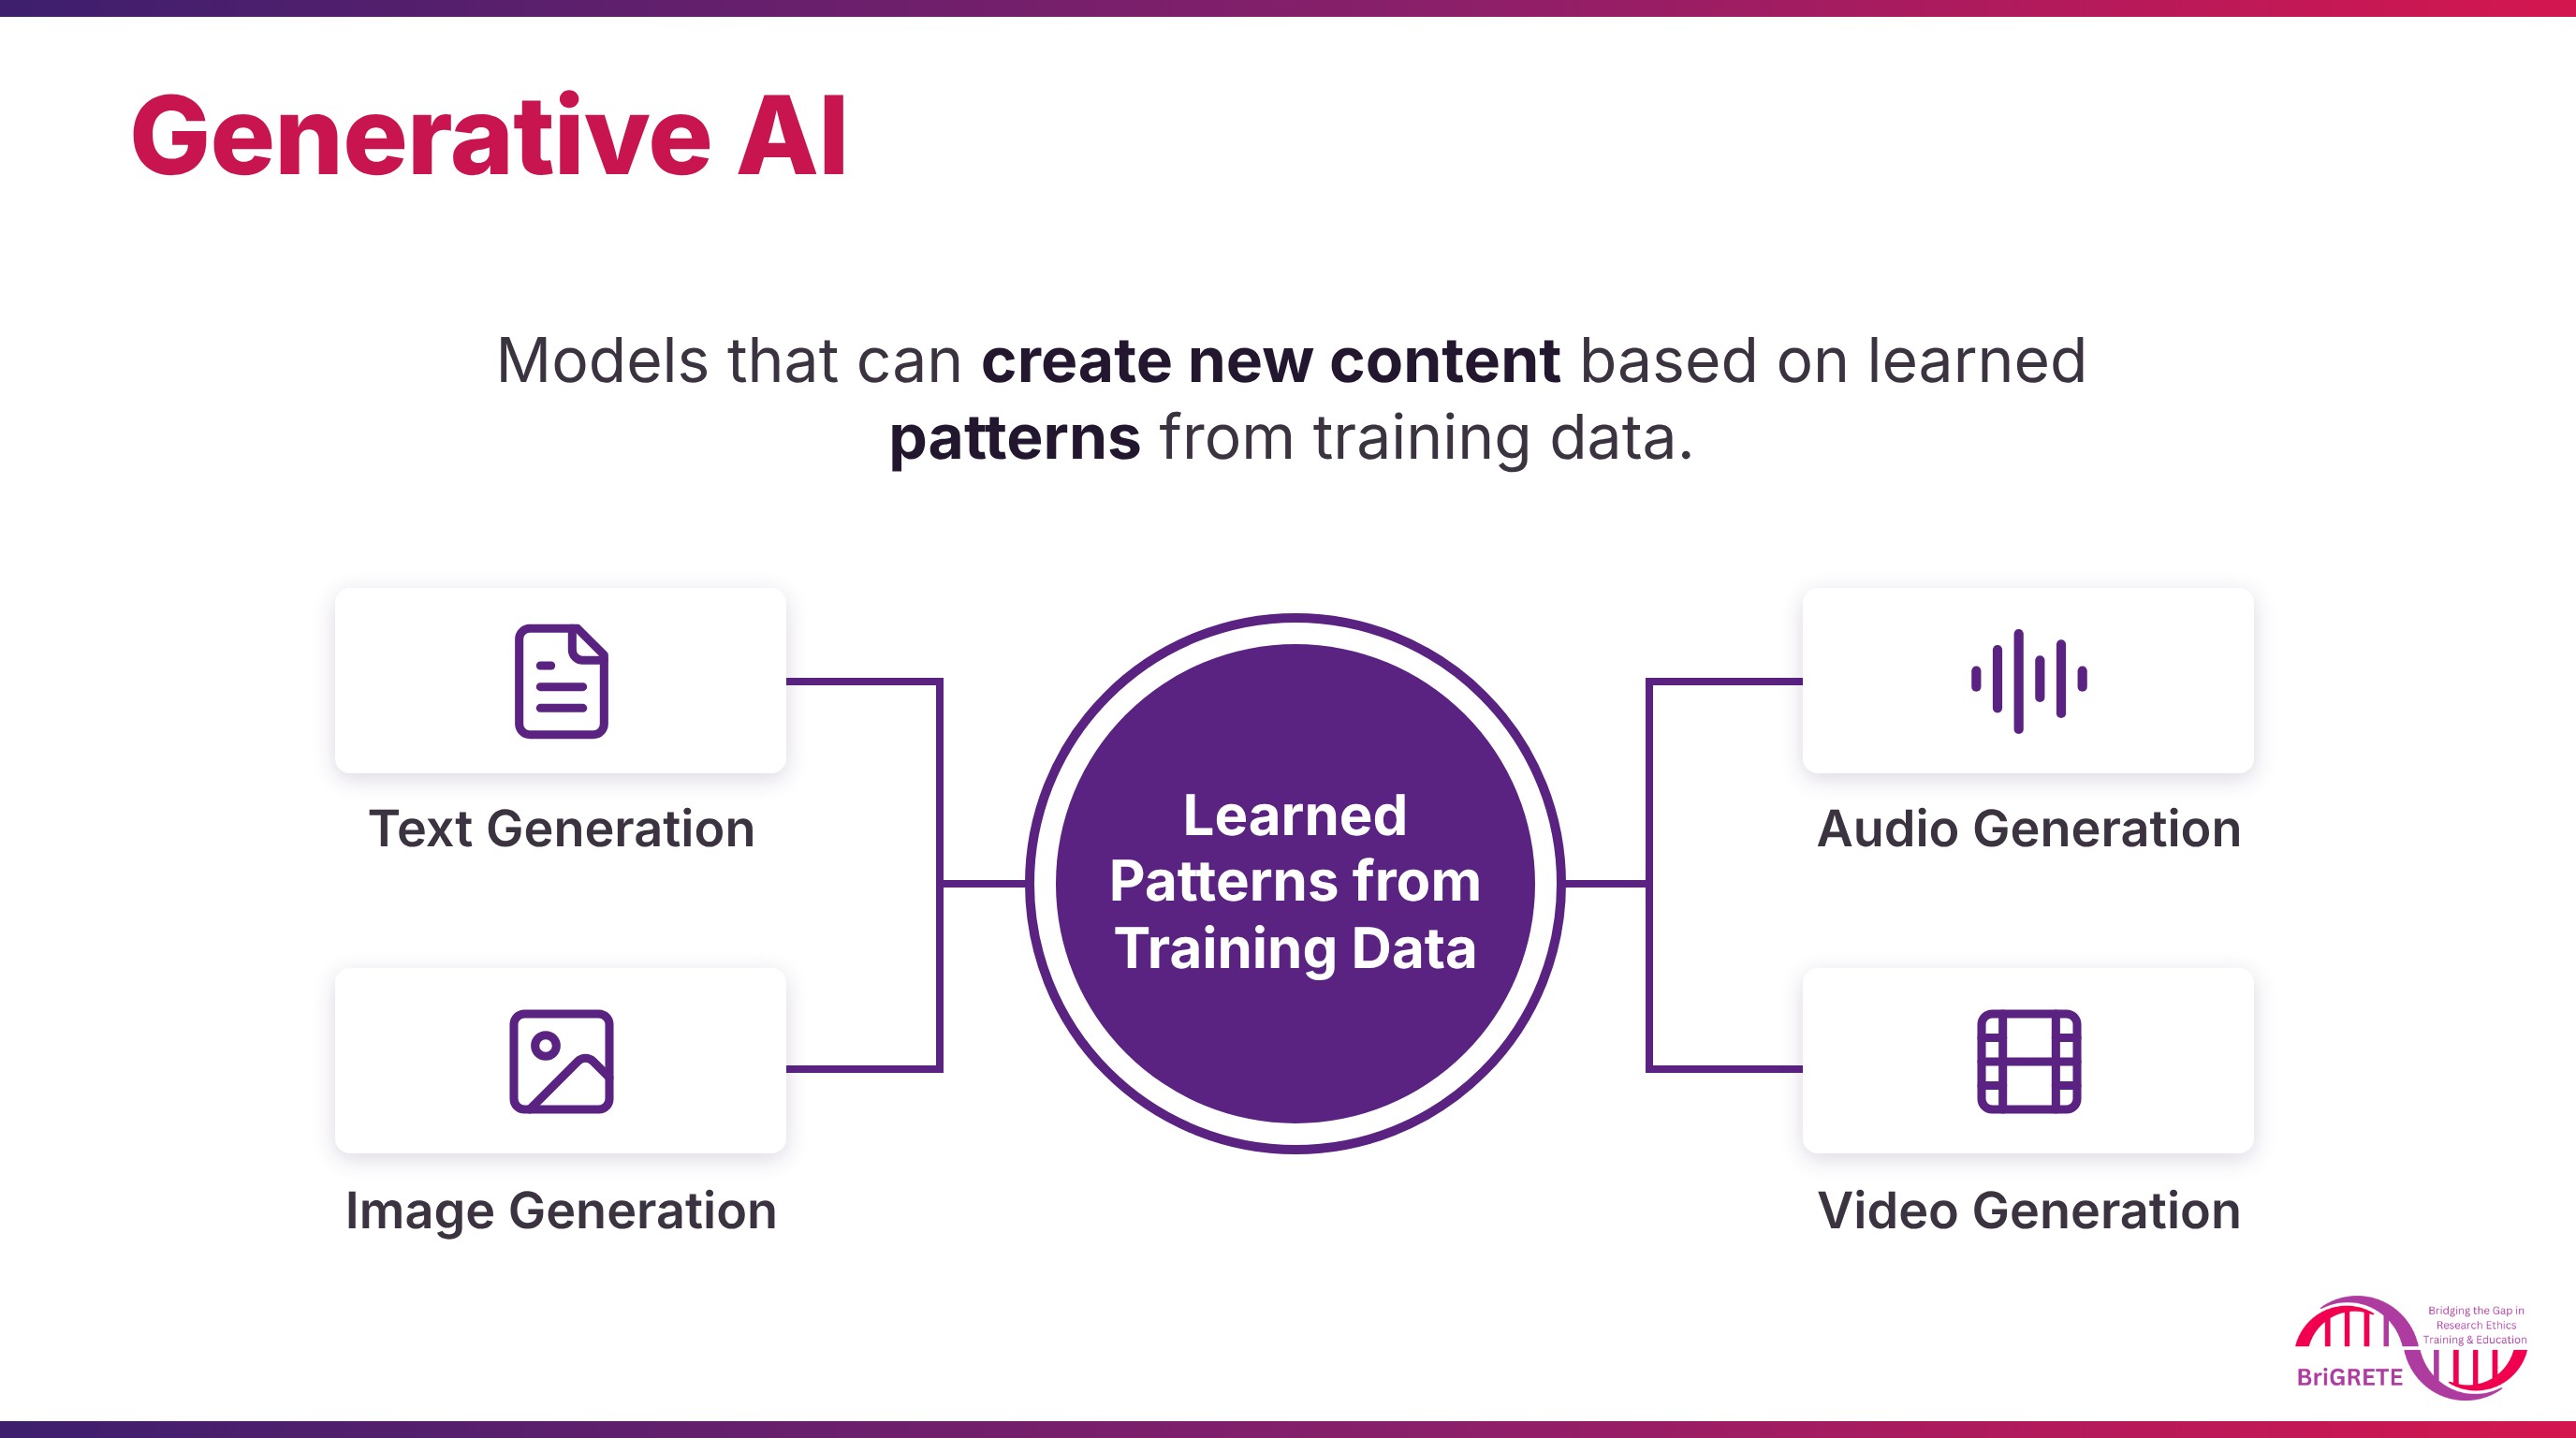 Generative AI
Models that can create new content based on learned
patterns from training data.
Text Generation
Image Generation
Learned
Patterns from
Training Data
Audio Generation
Video Generation
Bridging the Gap in
Research Ethics
Training & Education
BriGRETE